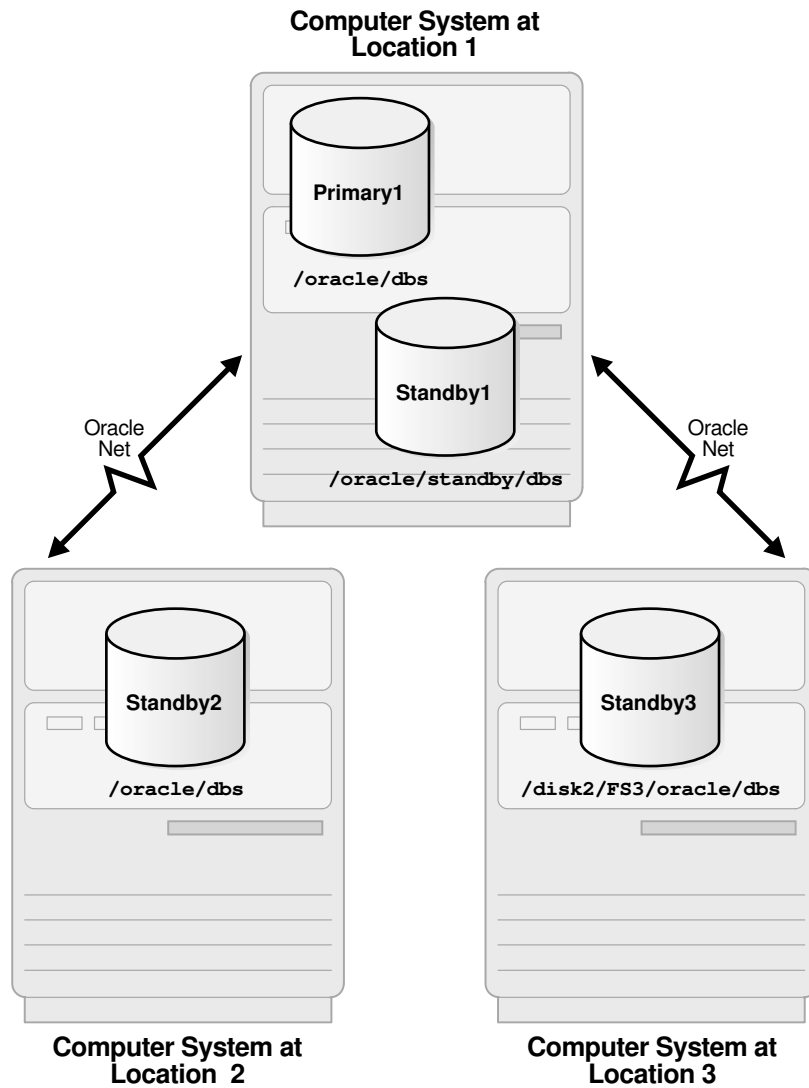 Computer System at
Location 1
Primary1
/oracle/dbs
Standby1
/oracle/standby/dbs
Oracle
Net
Oracle
Net
Standby2
/oracle/dbs
Standby3
/disk2/FS3/oracle/dbs
Computer System at
Location 2
Computer System at
Location 3